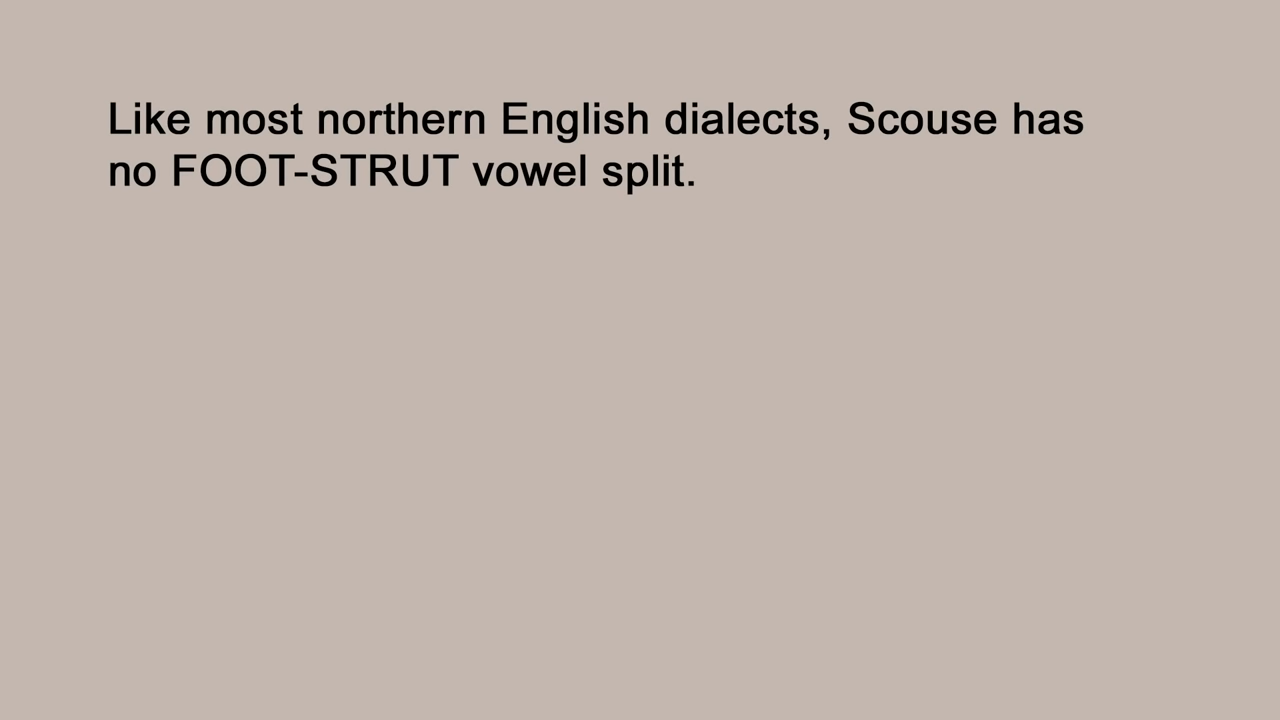 Like most northern English dialects, Scouse has
no FOOT-STRUT vowel split.